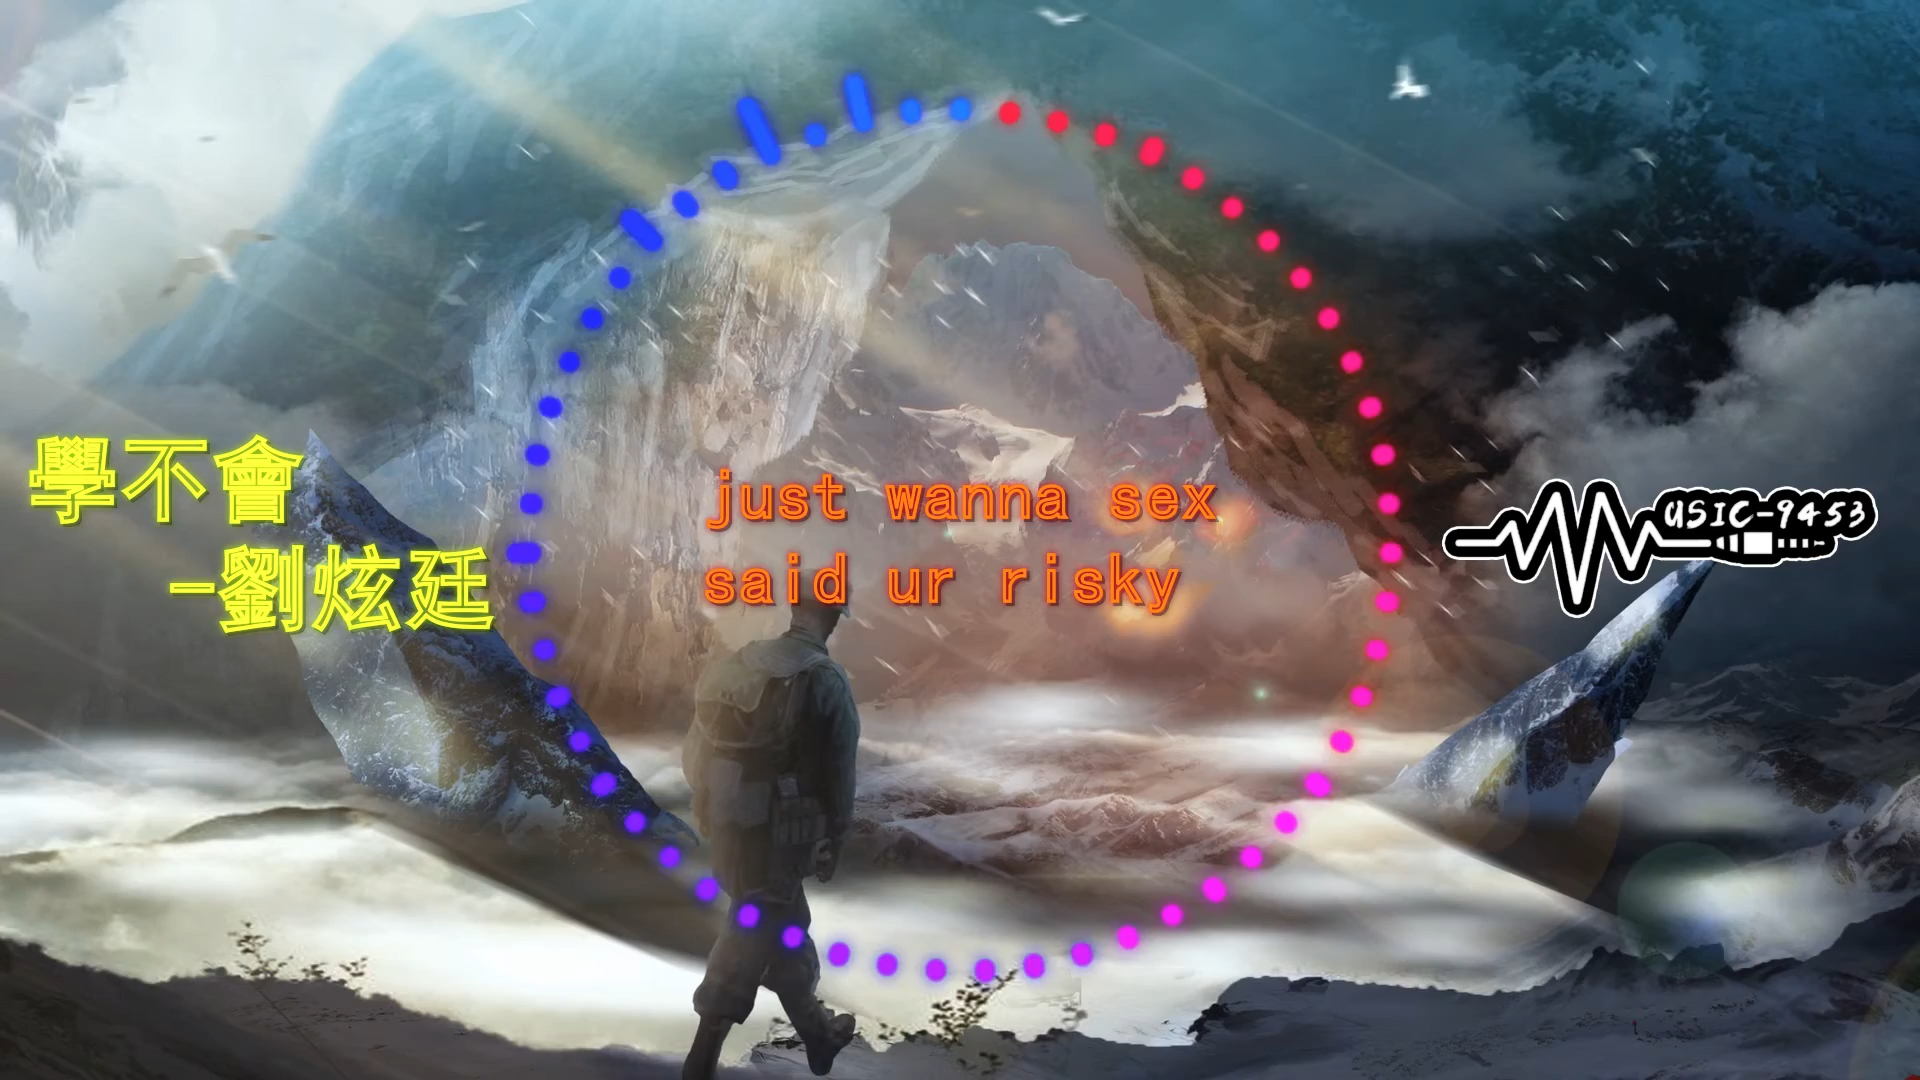 學不會
-劉炫廷
just wanna sex
said ur risky
USIC-9453